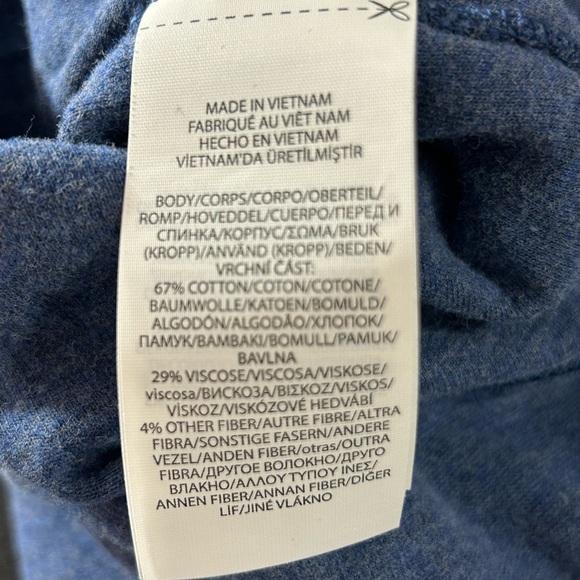 MADE IN VIETNAM
FABRIQUÉ AU VIÊT NAM
HECHO EN VIETNAM
VİETNAM'DA ÜRETİLMİŞTİR
BODY/CORPS/CORPO/OBERTEIL/
ROMP/HOVEDDEL/CUERPO/ПЕРЕД И
СПИНКА/КОРПУС/ΣΩΜΑ/BRUK
(KROPP)/ANVÄND (KROPP)/BEDEN/
VRCHNÍ ČÁST:
67% COTTON/COTON/COTONE/
BAUMWOLLE/KATOEN/BOMULD/
ALGODÓN/ALGODÃO/ХЛОПОК/
ПАМУК/ΒΑΜΒΑΚΙ/BOMULL/PAMUK/
BAVLNA
29% VISCOSE/VISCOSA/VISKOSE/
viscosa/ВИСКОЗА/ΒΙΣΚΟΖ/VISKOS/
VİSKOZ/VISKÓZOVÉ HEDVÁBÍ
4% OTHER FIBER/AUTRE FIBRE/ALTRA
FIBRA/SONSTIGE FASERN/ANDERE
VEZEL/ANDEN FIBER/otras/OUTRA
FIBRA/ДРУГОЕ ВОЛОКНО/ДРУГО
ВЛАКНО/ΑΛΛΟΥ ΤΥΠΟΥ ΙΝΕΣ/
ANNEN FIBER/ANNAN FIBER/DİĞER
LİF/JINÉ VLÁKNO